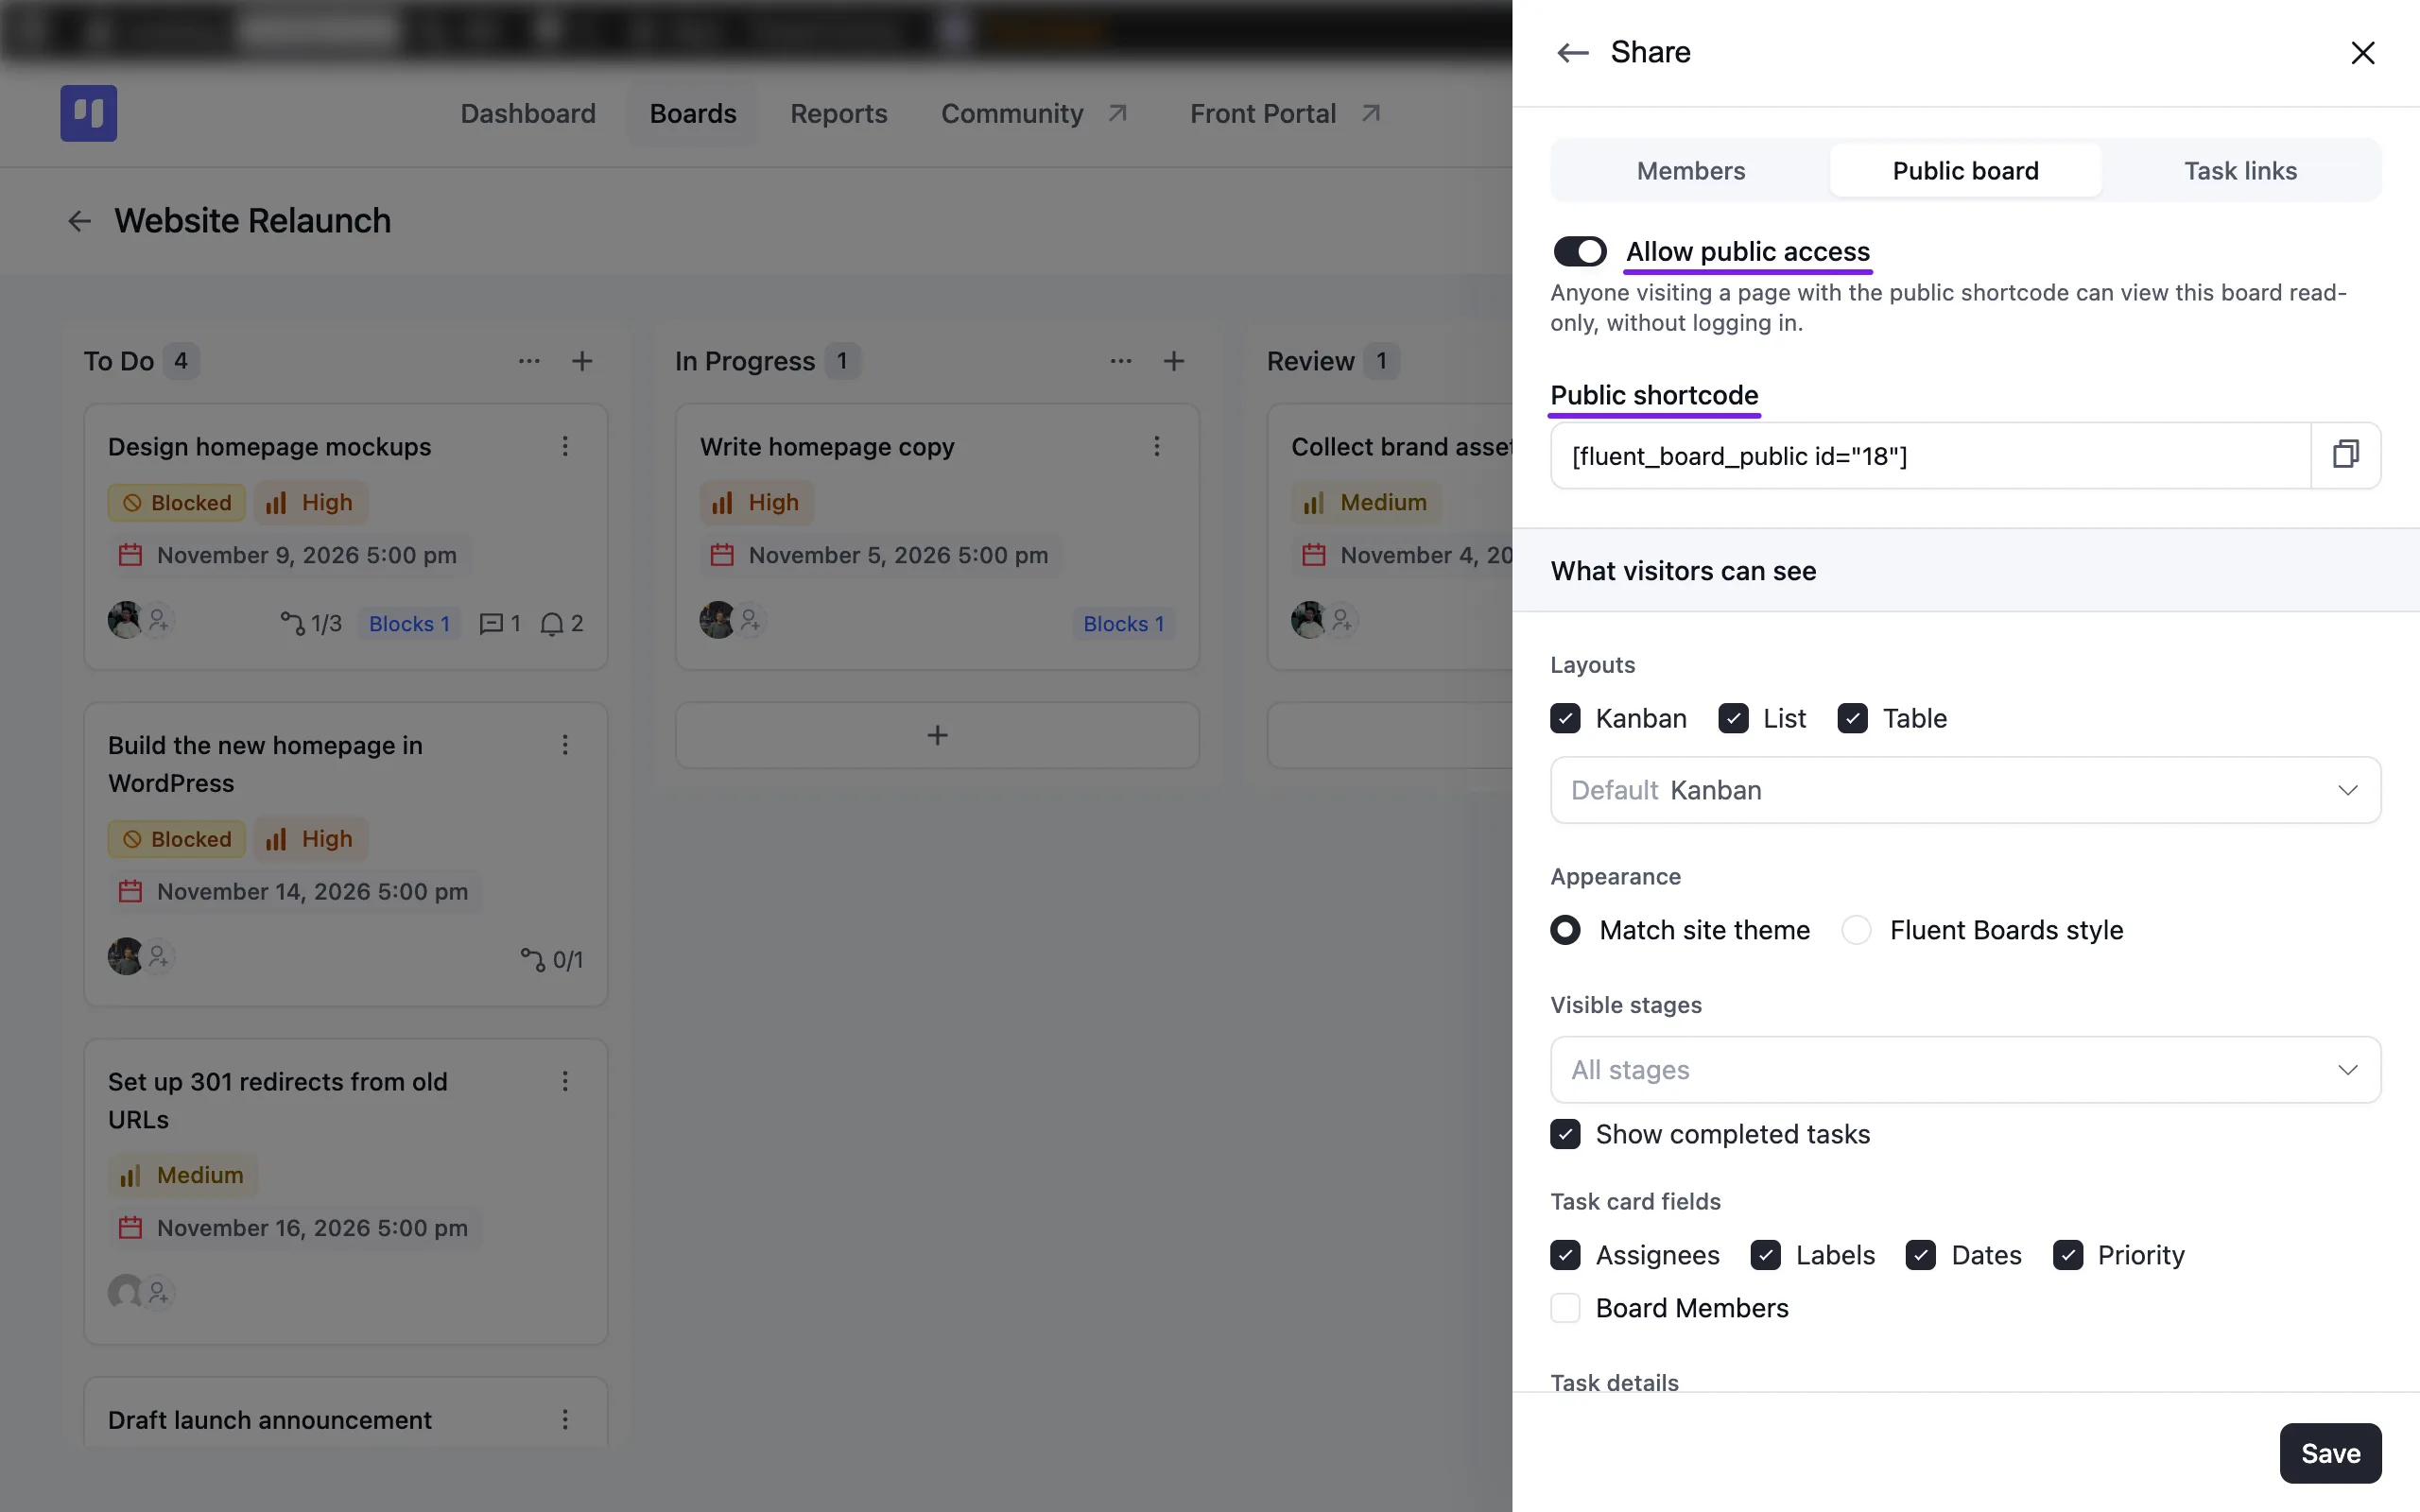 Dashboard
Boards
Reports
Community
Front Portal
Website Relaunch
To Do 4
Design homepage mockups
Blocked High
November 9, 2026 5:00 pm
1/3 Blocks 1 1 2
Build the new homepage in
WordPress
Blocked High
November 14, 2026 5:00 pm
0/1
Set up 301 redirects from old
URLs
Medium
November 16, 2026 5:00 pm
Draft launch announcement
In Progress 1
Write homepage copy
High
November 5, 2026 5:00 pm
Blocks 1
Review 1
Collect brand asset
Medium
November 4, 20
Share
Members
Public board
Task links
Allow public access
Anyone visiting a page with the public shortcode can view this board read-
only, without logging in.
Public shortcode
[fluent_board_public id="18"]
What visitors can see
Layouts
Kanban List Table
Default Kanban
Appearance
Match site theme Fluent Boards style
Visible stages
All stages
Show completed tasks
Task card fields
Assignees Labels Dates Priority
Board Members
Task details
Save